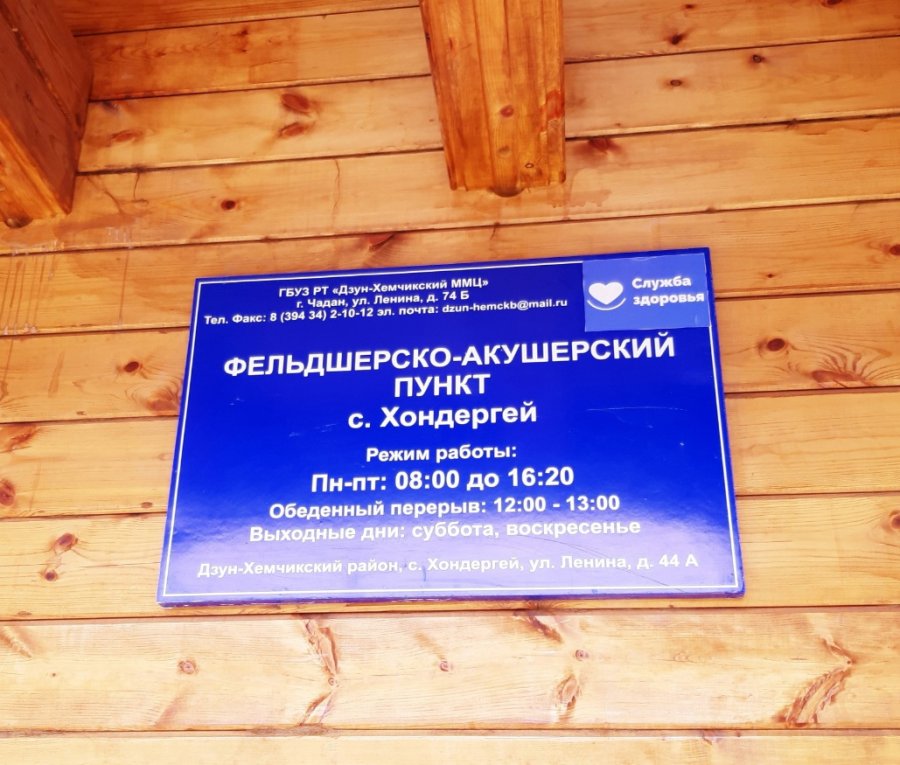 ГБУЗ РТ «Дзун-Хемчикский ММЦ»
г. Чадан, ул. Ленина, д. 74 Б
Тел. Факс: 8 (394 34) 2-10-12 эл. почта: dzun-hemckb@mail.ru
Служба
здоровья
ФЕЛЬДШЕРСКО-АКУШЕРСКИЙ
ПУНКТ
с. Хондергей
Режим работы:
Пн-пт: 08:00 до 16:20
Обеденный перерыв: 12:00 - 13:00
Выходные дни: суббота, воскресенье
Дзун-Хемчикский район, с. Хондергей, ул. Ленина, д. 44 А